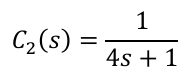 C₂(s) = 1/(4s + 1)